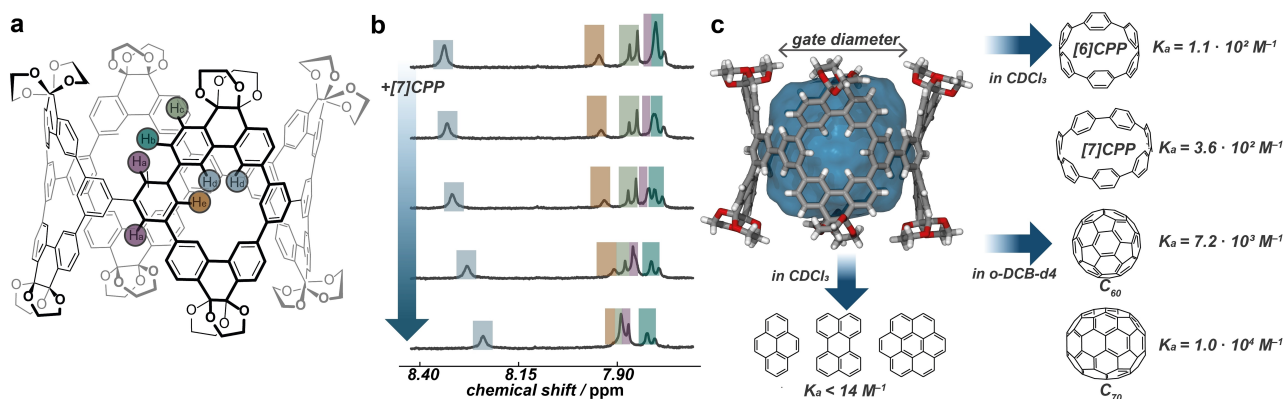 a
O O
O O
O O O O
O O
O O O O
Hc
Hb
Ha
Hd Hd
He
Ha
O O
O O
O O O O
O O O O
b
+[7]CPP
8.40 8.15 7.90
chemical shift / ppm
c
gate diameter
in CDCl₃
[6]CPP
Kₐ = 1.1 · 10² M⁻¹
[7]CPP
Kₐ = 3.6 · 10² M⁻¹
in o-DCB-d4
C₆₀
Kₐ = 7.2 · 10³ M⁻¹
C₇₀
Kₐ = 1.0 · 10⁴ M⁻¹
in CDCl₃
Kₐ < 14 M⁻¹